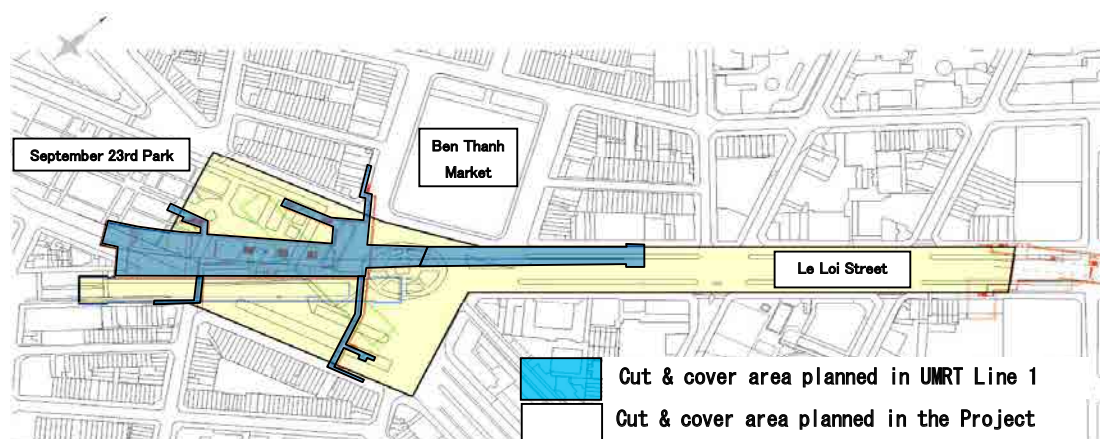 September 23rd Park
Ben Thanh
Market
Le Loi Street
Cut & cover area planned in UMRT Line 1
Cut & cover area planned in the Project